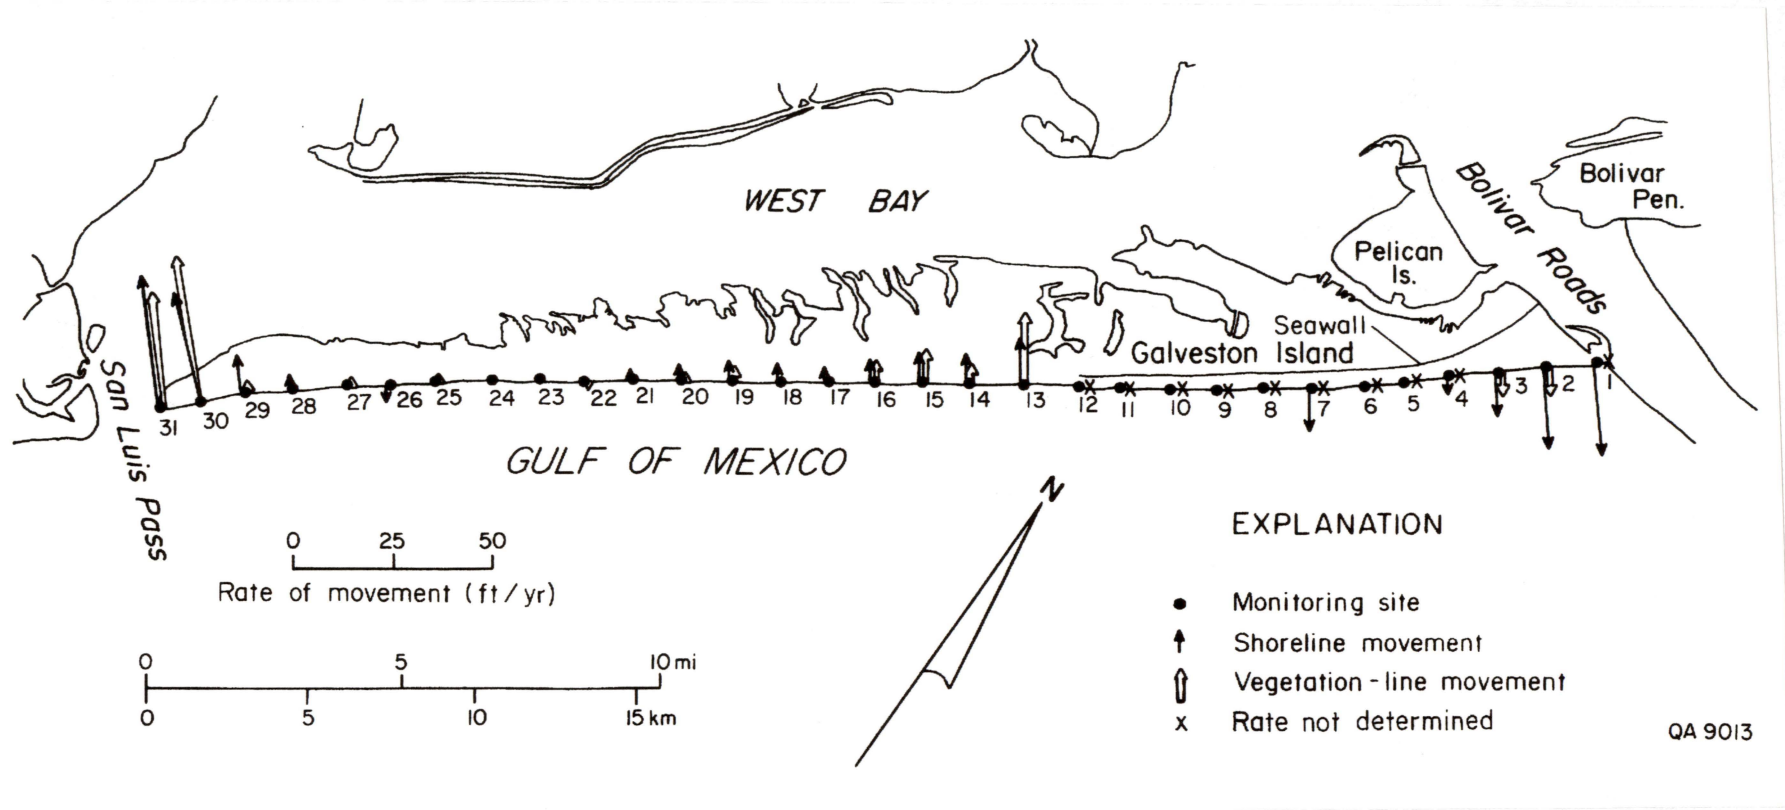 WEST BAY
Bolivar Roads
Bolivar
Pen.
Pelican
Is.
Seawall
Galveston Island
San Luis Pass
31 30 29 28 27 26 25 24 23 22 21 20 19 18 17 16 15 14 13 12 11 10 9 8 7 6 5 4 3 2 1
GULF OF MEXICO
N
0 25 50
Rate of movement (ft/yr)
0 5 10 mi
0 5 10 15 km
EXPLANATION
Monitoring site
Shoreline movement
Vegetation-line movement
x Rate not determined
QA 9013